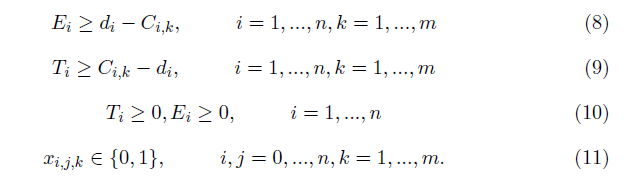 E_i ≥ d_i − C_{i,k}, i = 1, ..., n, k = 1, ..., m (8)
T_i ≥ C_{i,k} − d_i, i = 1, ..., n, k = 1, ..., m (9)
T_i ≥ 0, E_i ≥ 0, i = 1, ..., n (10)
x_{i,j,k} ∈ {0, 1}, i, j = 0, ..., n, k = 1, ..., m. (11)